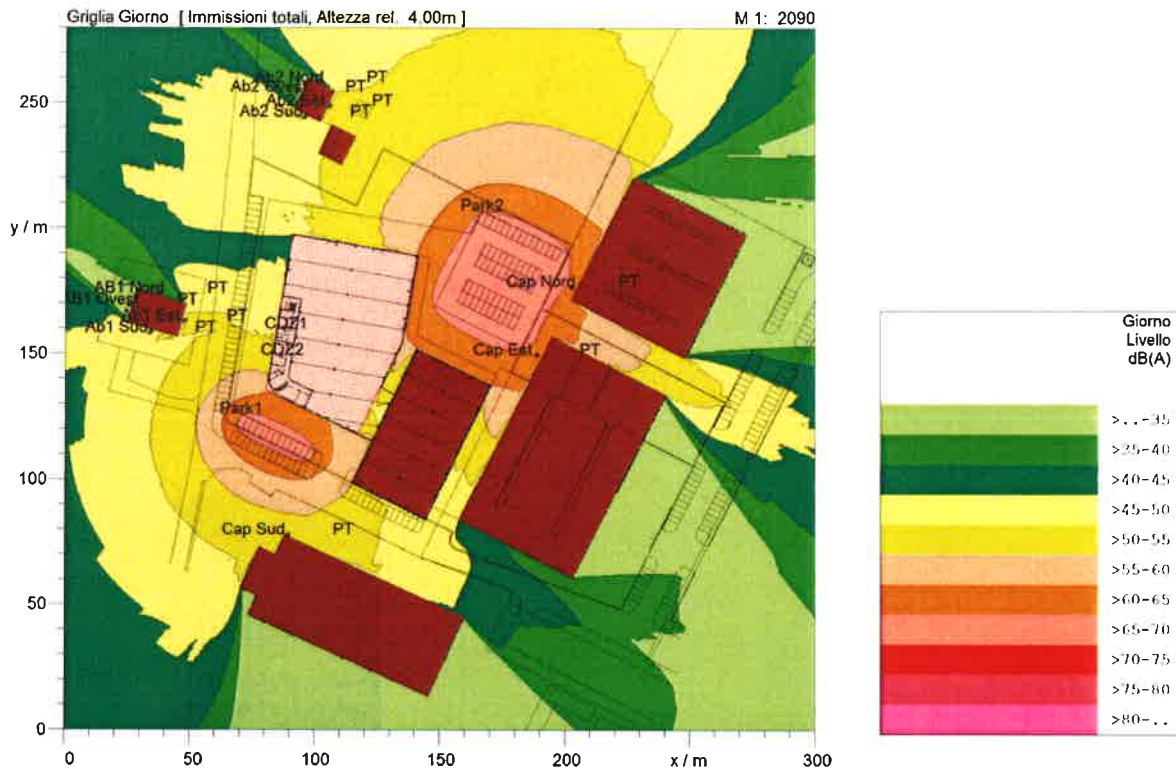 Griglia Giorno [ Immissioni totali, Altezza rel. 4.00m ] M 1: 2090
Ab2 Nord PT
Ab2 Ovest PT
Ab2 Est PT
Ab2 Sud PT
250
Park2
y / m
Cap Nord PT
AB1 Nord PT
AB1 Ovest PT
Ab1 Est PT
Ab1 Sud PT
CDZ1
CDZ2
150
Cap Est PT
Park1
100
Cap Sud PT
50
0
0 50 100 150 200 x / m 300
Giorno
Livello
dB(A)
>..-35
>35-40
>40-45
>45-50
>50-55
>55-60
>60-65
>65-70
>70-75
>75-80
>80-..